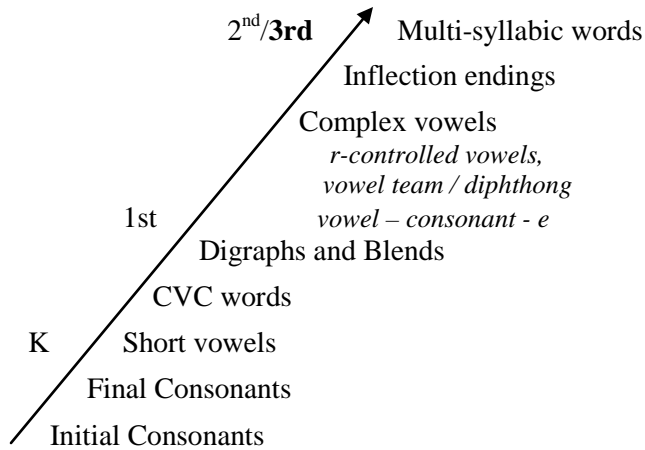 2nd/3rd Multi-syllabic words
Inflection endings
Complex vowels
r-controlled vowels,
vowel team / diphthong
1st vowel – consonant - e
Digraphs and Blends
CVC words
K Short vowels
Final Consonants
Initial Consonants